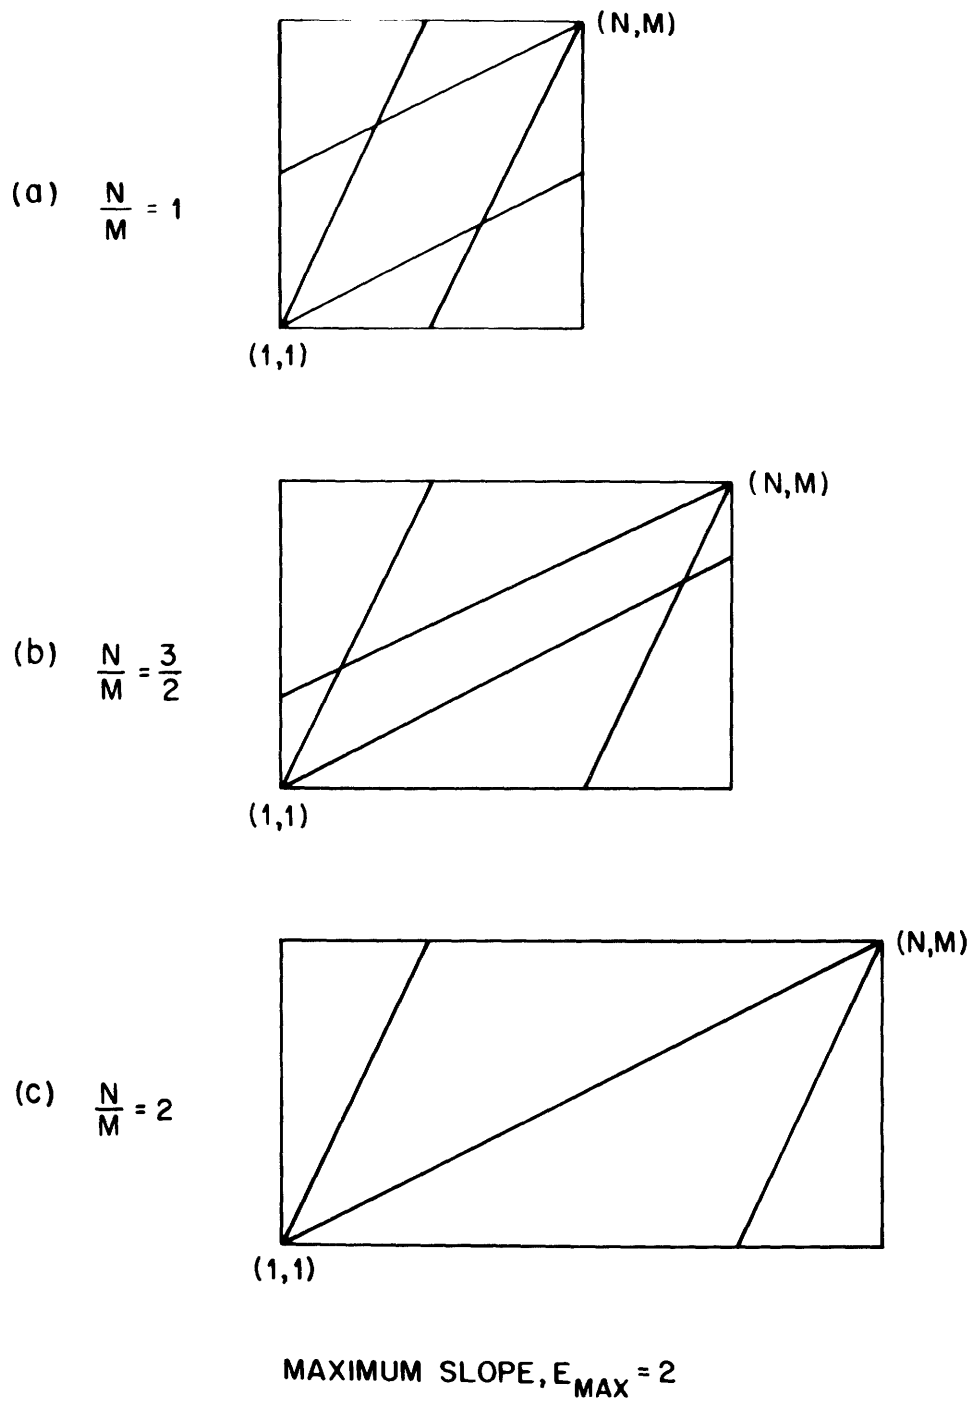 (N,M)
(a) N/M = 1
(1,1)
(N,M)
(b) N/M = 3/2
(1,1)
(N,M)
(c) N/M = 2
(1,1)
MAXIMUM SLOPE, E_MAX = 2